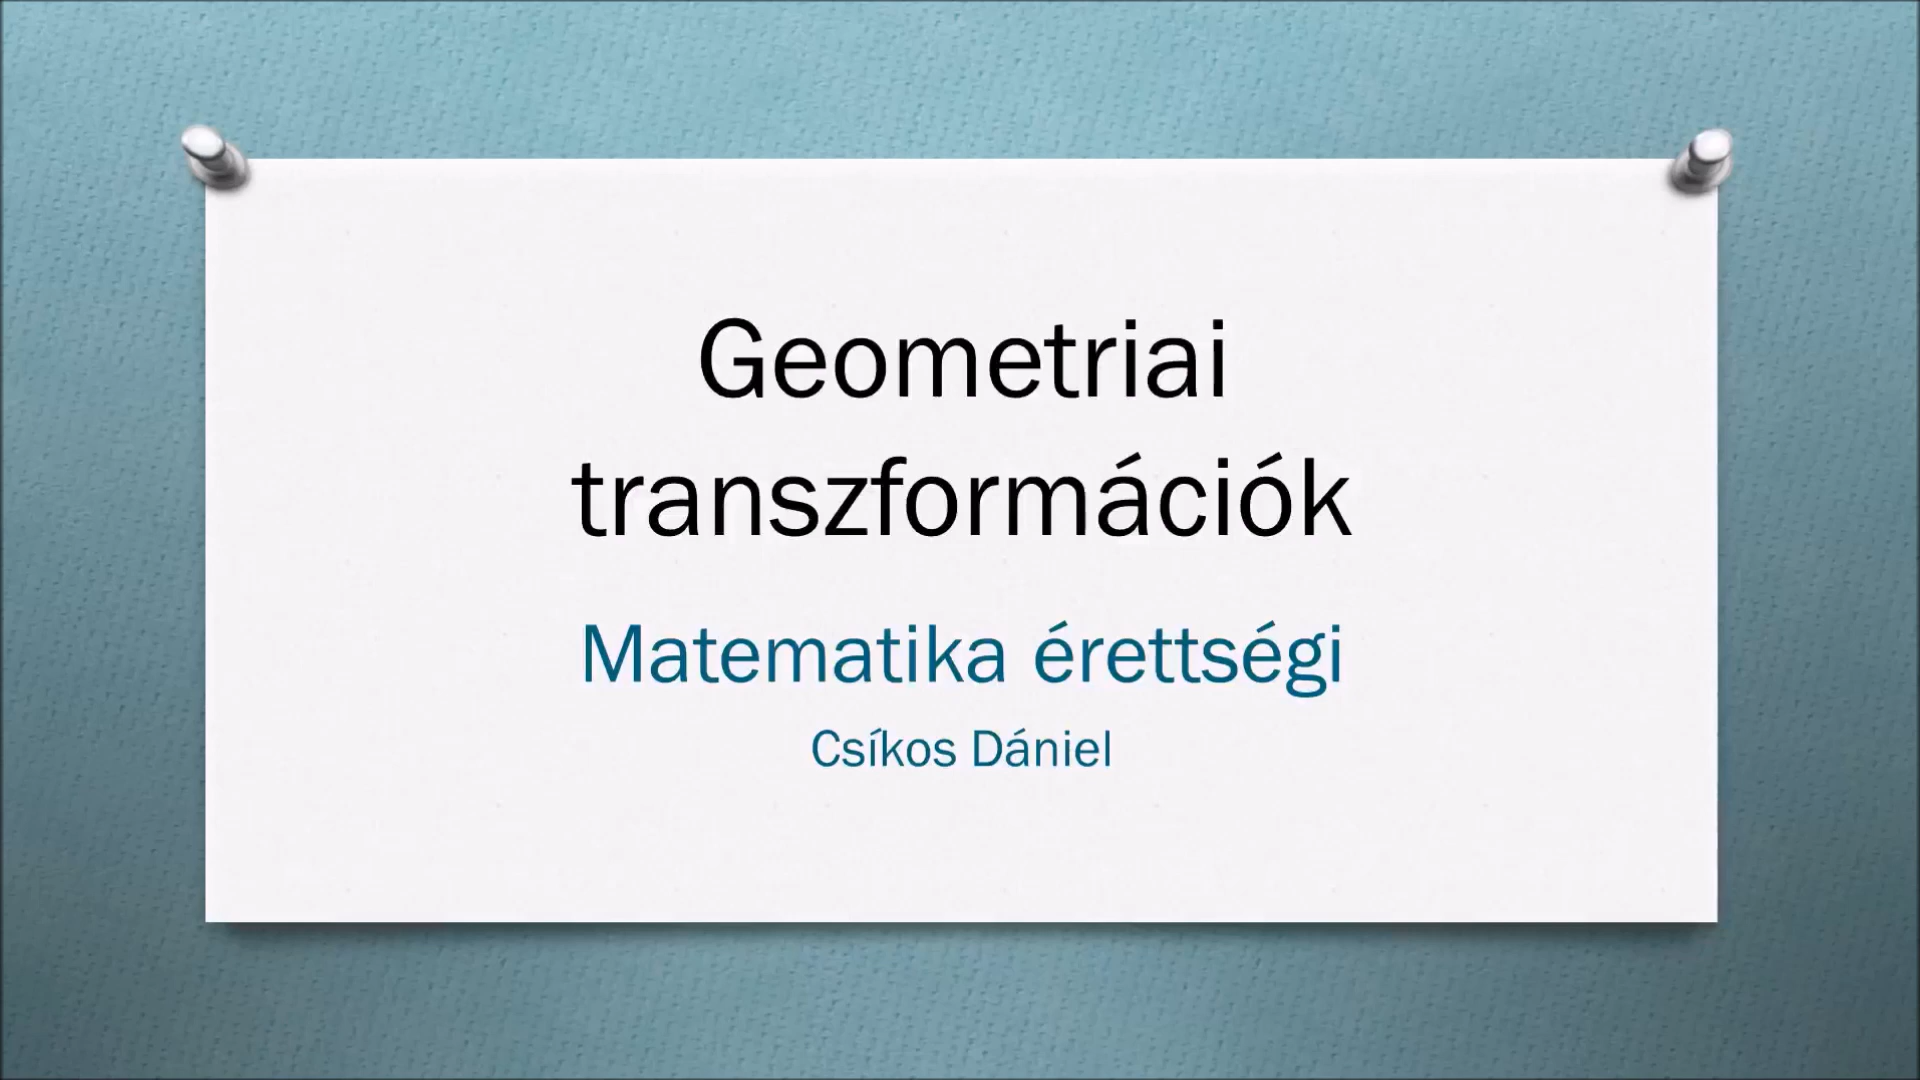 Geometriai
transzformációk
Matematika érettségi
Csíkos Dániel